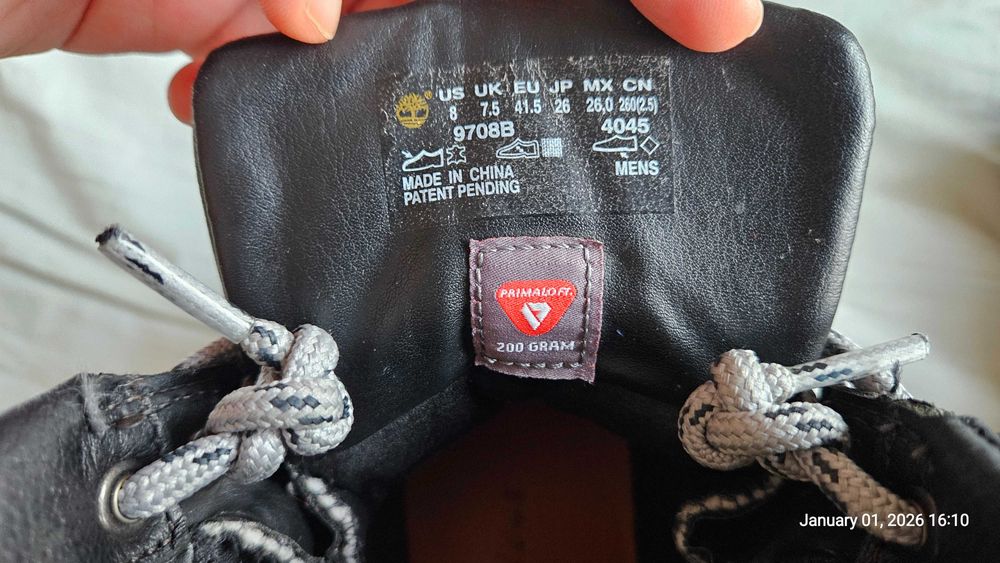 US UK EU JP MX CN
8 7.5 41.5 26 26.0 260(2.5)
9708B 4045
MENS
MADE IN CHINA
PATENT PENDING
PRIMALOFT.
200 GRAM
January 01, 2026 16:10